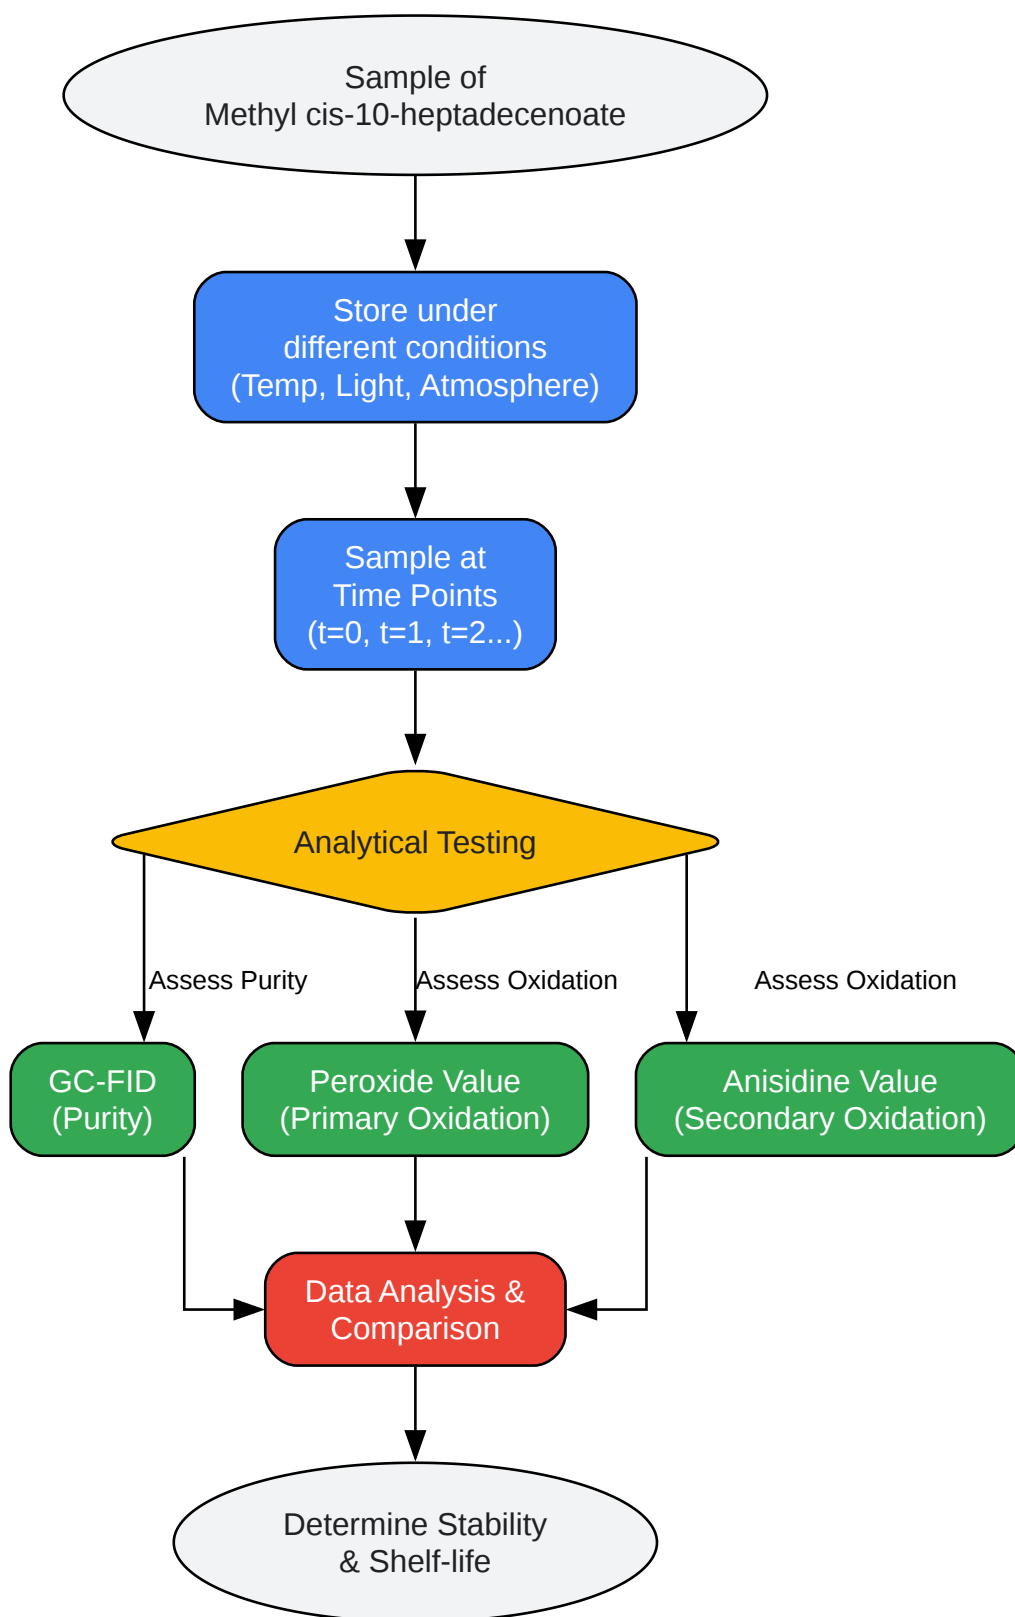 Sample of
Methyl cis-10-heptadecenoate
Store under
different conditions
(Temp, Light, Atmosphere)
Sample at
Time Points
(t=0, t=1, t=2...)
Analytical Testing
Assess Purity
Assess Oxidation
Assess Oxidation
GC-FID
(Purity)
Peroxide Value
(Primary Oxidation)
Anisidine Value
(Secondary Oxidation)
Data Analysis &
Comparison
Determine Stability
& Shelf-life